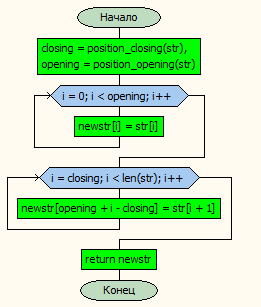 Начало
closing = position_closing(str),
opening = position_opening(str)
i = 0; i < opening; i++
newstr[i] = str[i]
i = closing; i < len(str); i++
newstr[opening + i - closing] = str[i + 1]
return newstr
Конец